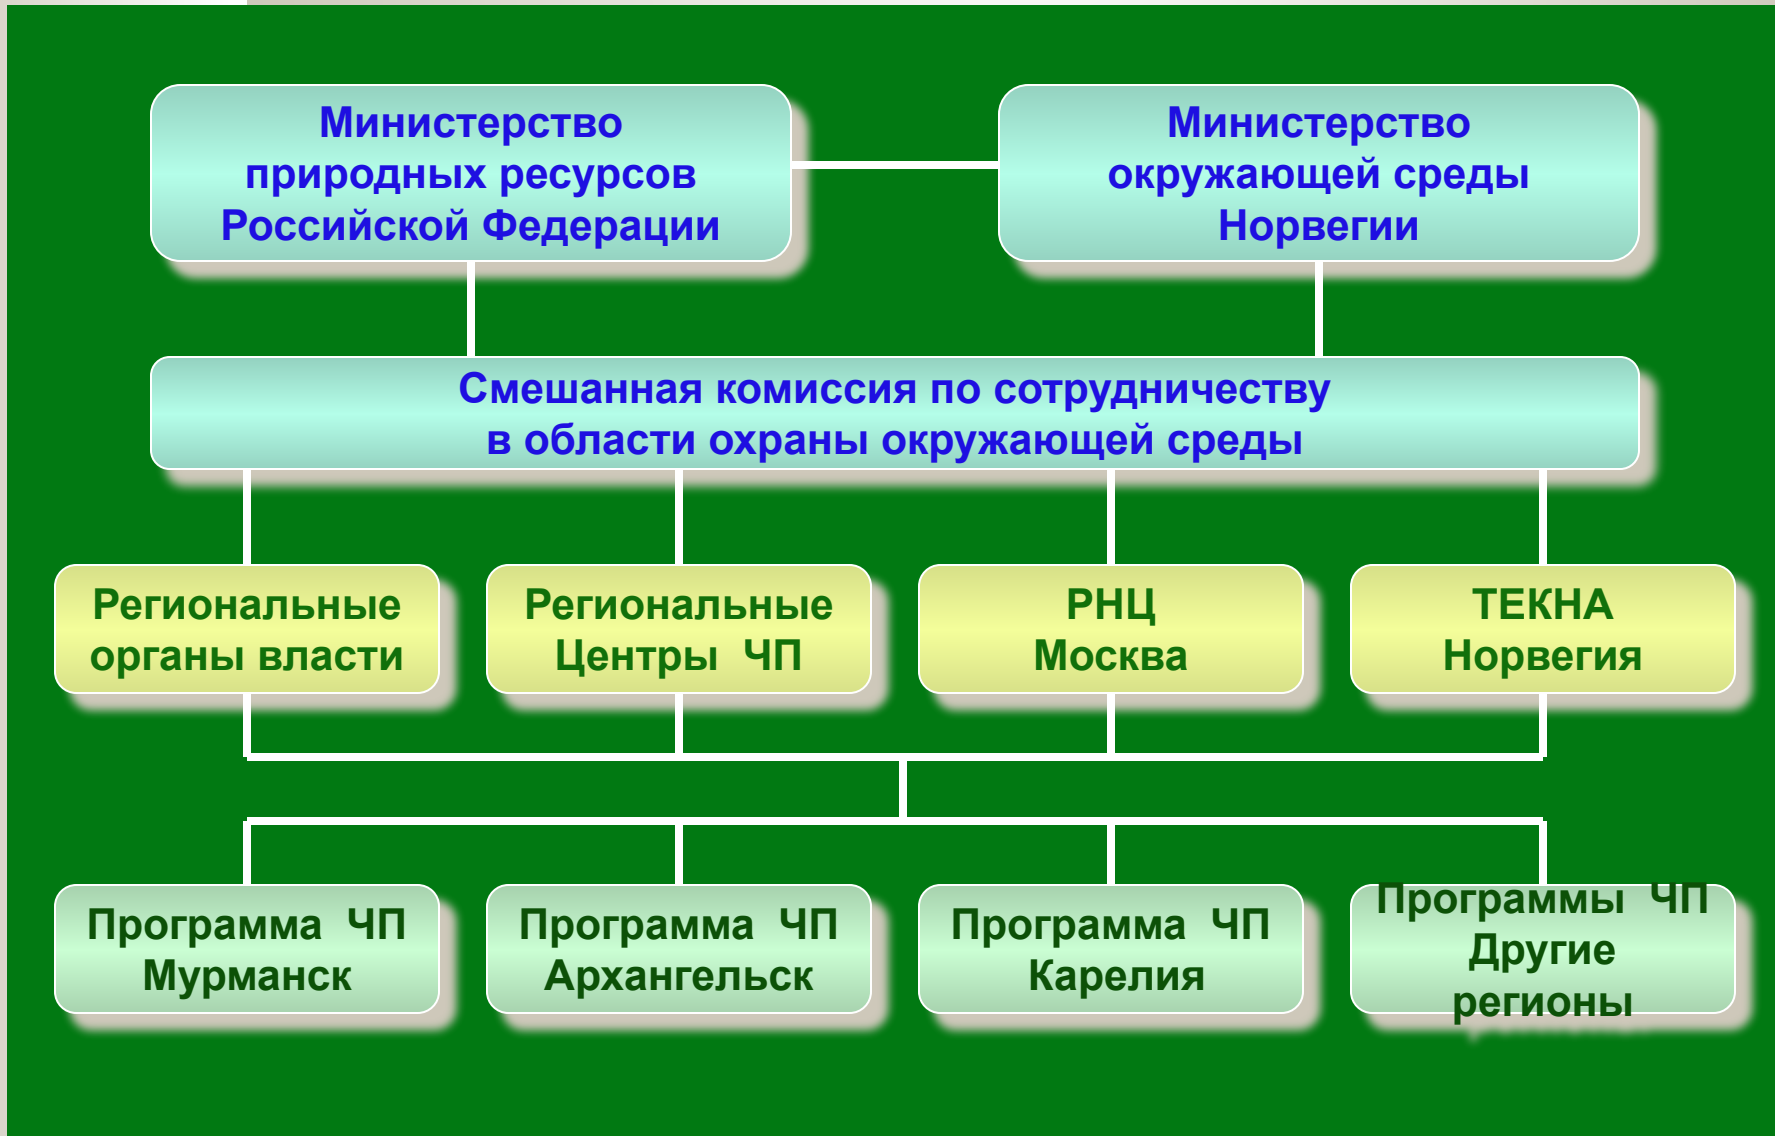 Министерство
природных ресурсов
Российской Федерации
Министерство
окружающей среды
Норвегии
Смешанная комиссия по сотрудничеству
в области охраны окружающей среды
Региональные
органы власти
Региональные
Центры ЧП
РНЦ
Москва
ТЕКНА
Норвегия
Программа ЧП
Мурманск
Программа ЧП
Архангельск
Программа ЧП
Карелия
Программы ЧП
Другие
регионы